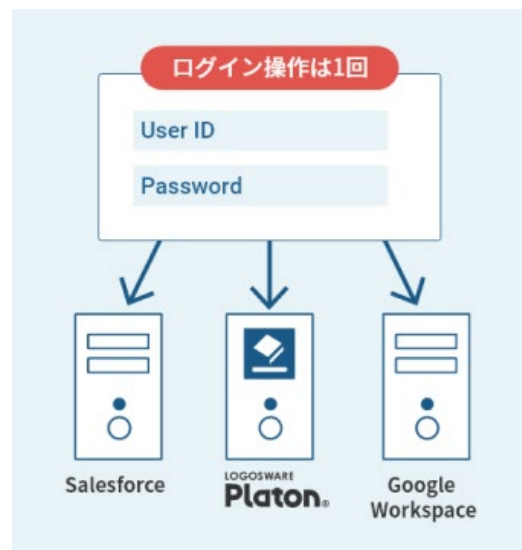 ログイン操作は1回
User ID
Password
Salesforce
LOGOSWARE
Platon®
Google
Workspace